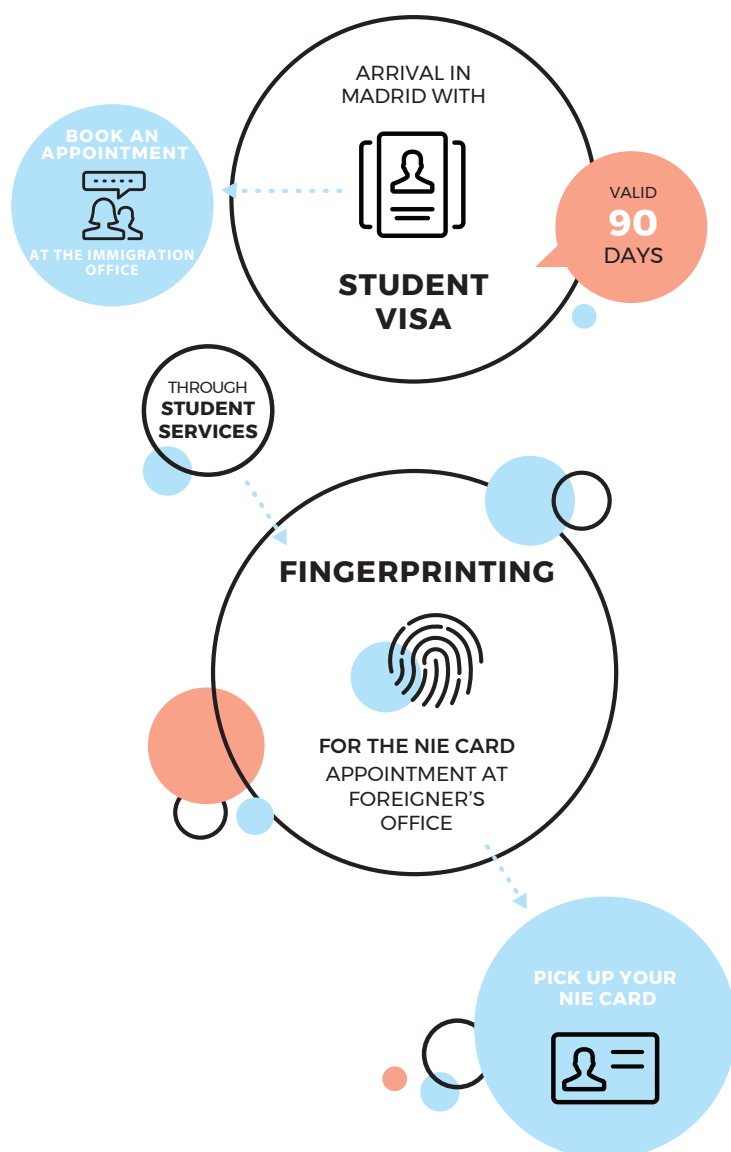 ARRIVAL IN
MADRID WITH
STUDENT
VISA
VALID
90
DAYS
BOOK AN
APPOINTMENT
AT THE IMMIGRATION
OFFICE
THROUGH
STUDENT
SERVICES
FINGERPRINTING
FOR THE NIE CARD
APPOINTMENT AT
FOREIGNER'S
OFFICE
PICK UP YOUR
NIE CARD